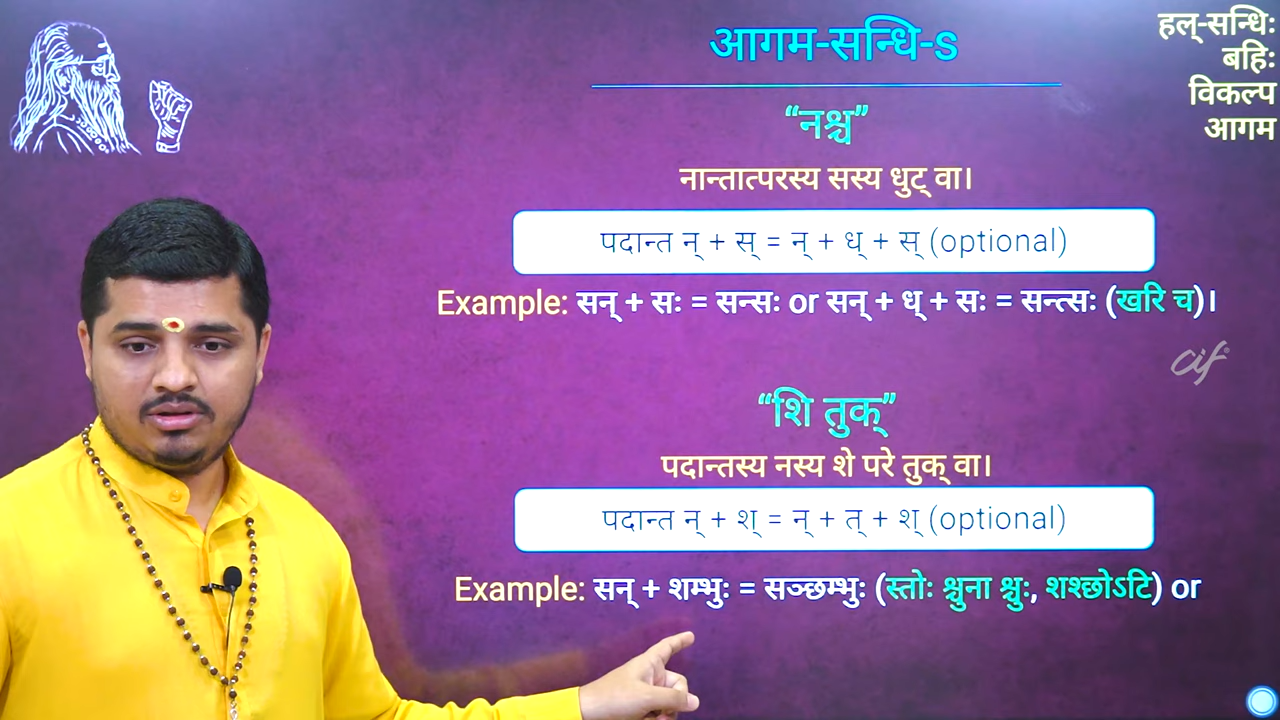 आगम-सन्धि-s
हल्-सन्धिः
बहिः
विकल्प
आगम
“नश्च”
नान्तात्परस्य सस्य धुट् वा।
पदान्त न् + स् = न् + ध् + स् (optional)
Example: सन् + सः = सन्सः or सन् + ध् + सः = सन्त्सः (खरि च)।
cif
“शि तुक्”
पदान्तस्य नस्य शे परे तुक् वा।
पदान्त न् + श् = न् + त् + श् (optional)
Example: सन् + शम्भुः = सञ्छम्भुः (स्तोः श्चुना श्चुः, शश्छोऽटि) or